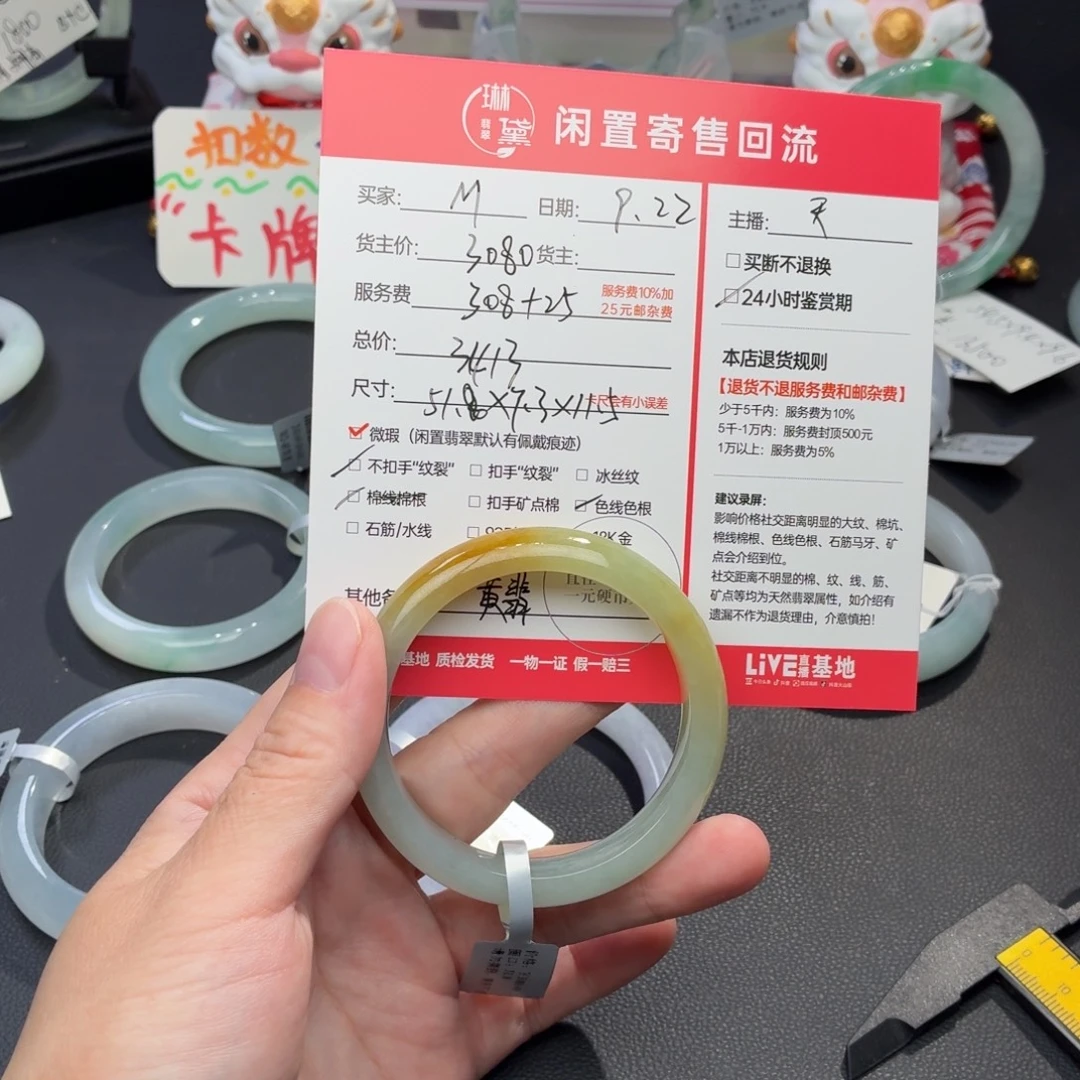 扣数
卡牌
琳
翡翠
黛
闲置寄售回流
买家: M 日期: 9.22
货主价: 3080 货主:
服务费 308+25 服务费10%加
25元邮杂费
总价: 3413
尺寸: 51.8×7.3×11.5 卡尺会有小误差
微瑕（闲置翡翠默认有佩戴痕迹）
不扣手“纹裂” 扣手“纹裂” 冰丝纹
棉线棉根 扣手矿点棉 色线色根
石筋/水线
其他
黄翡
一元硬币
基地 质检发货 一物一证 假一赔三
主播:
买断不退换
24小时鉴赏期
本店退货规则
【退货不退服务费和邮杂费】
少于5千内：服务费为10%
5千-1万内：服务费封顶500元
1万以上：服务费为5%
建议录屏：
影响价格社交距离明显的大纹、棉坑、
棉线棉根、色线色根、石筋马牙、矿
点会介绍到位。
社交距离不明显的棉、纹、线、筋、
矿点等均为天然翡翠属性，如介绍有
遗漏不作为退货理由，介意慎拍！
LIVE直播基地
0 10